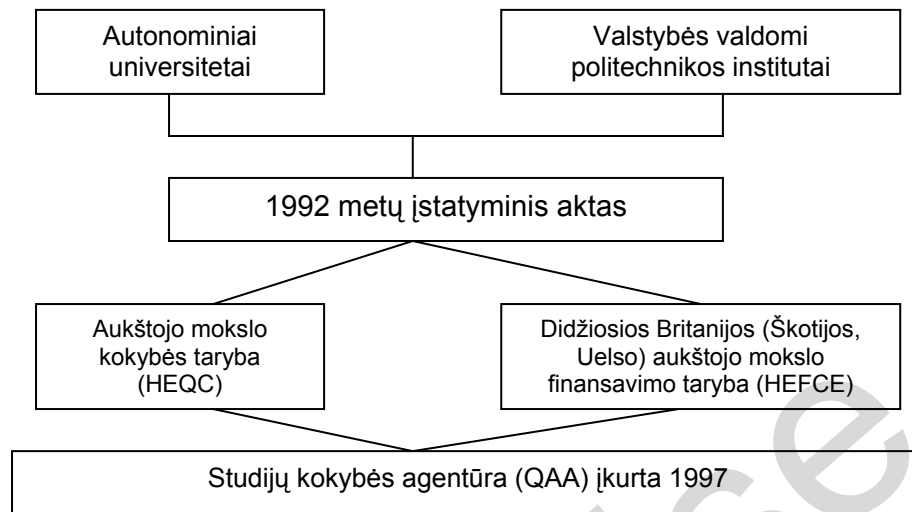 Autonominiai
universitetai
Valstybės valdomi
politechnikos institutai
1992 metų įstatyminis aktas
Aukštojo mokslo
kokybės taryba
(HEQC)
Didžiosios Britanijos (Škotijos,
Uelso) aukštojo mokslo
finansavimo taryba (HEFCE)
Studijų kokybės agentūra (QAA) įkurta 1997